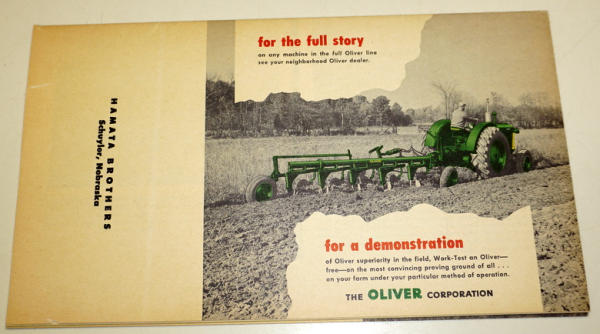 HAMATA BROTHERS
Schuyler, Nebraska
for the full story
on any machine in the full Oliver line
see your neighborhood Oliver dealer.
for a demonstration
of Oliver superiority in the field, Work-Test an Oliver—
free—on the most convincing proving ground of all . . .
on your farm under your particular method of operation.
THE OLIVER CORPORATION